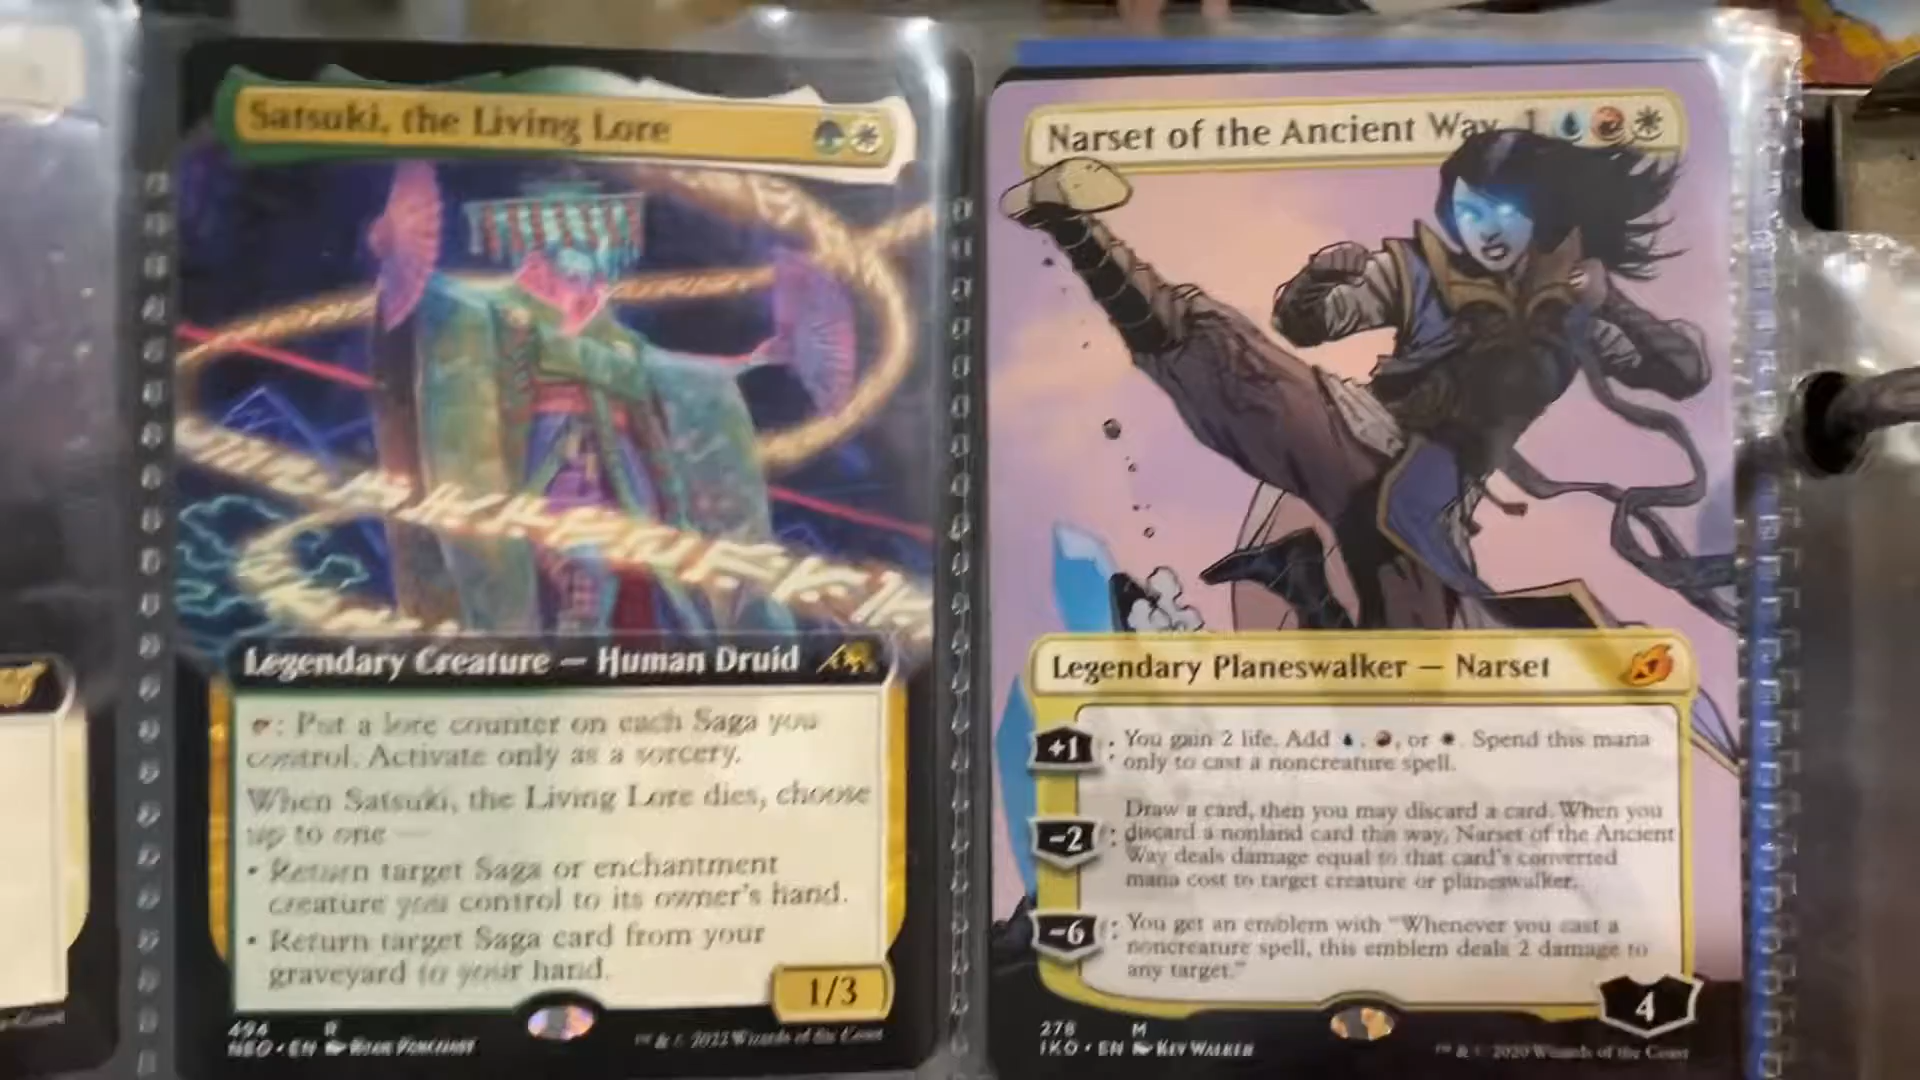 Satsuki, the Living Lore
Legendary Creature — Human Druid
: Put a lore counter on each Saga you
control. Activate only as a sorcery.
When Satsuki, the Living Lore dies, choose
up to one —
• Return target Saga or enchantment
creature you control to its owner's hand.
• Return target Saga card from your
graveyard to your hand.
1/3
494 R
NEO • EN
™ & © 2022 Wizards of the Coast
Narset of the Ancient Way 1
Legendary Planeswalker — Narset
+1: You gain 2 life. Add , , or . Spend this mana
only to cast a noncreature spell.
Draw a card, then you may discard a card. When you
-2: discard a nonland card this way, Narset of the Ancient
Way deals damage equal to that card's converted
mana cost to target creature or planeswalker.
-6: You get an emblem with "Whenever you cast a
noncreature spell, this emblem deals 2 damage to
any target."
4
278 M
IKO • EN Kev Walker
™ & © 2020 Wizards of the Coast